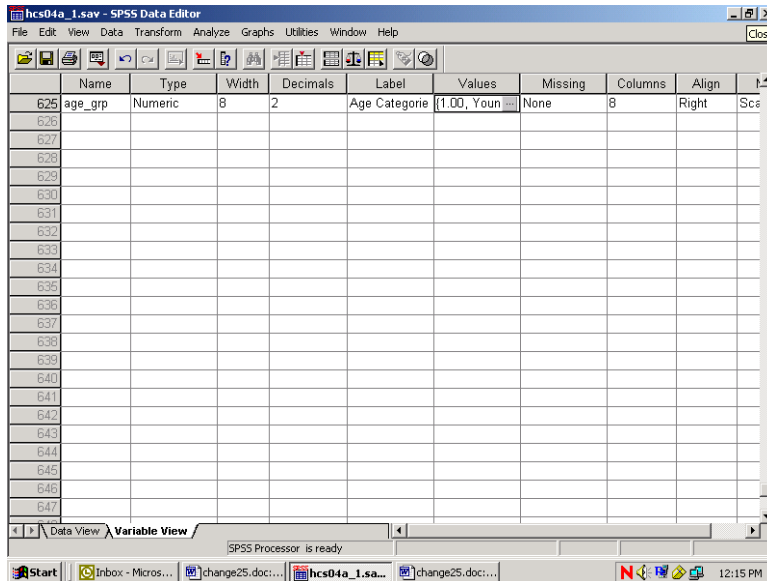 hcs04a_1.sav - SPSS Data Editor
File Edit View Data Transform Analyze Graphs Utilities Window Help
Clos
Name Type Width Decimals Label Values Missing Columns Align
625 age_grp Numeric 8 2 Age Categorie {1.00, Youn ... None 8 Right Sca
626
627
628
629
630
631
632
633
634
635
636
637
638
639
640
641
642
643
644
645
646
647
Data View Variable View
SPSS Processor is ready
Start Inbox - Micros... change25.doc:... hcs04a_1.sa... change25.doc:... N 12:15 PM